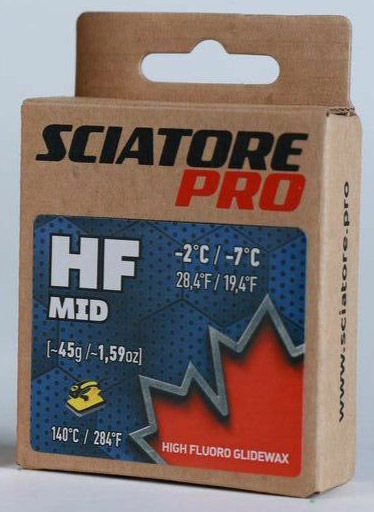 SCIATORE
PRO
HF
MID
-2°C / -7°C
28,4°F / 19,4°F
[~45g /~1,59oz]
140°C / 284°F
HIGH FLUORO GLIDEWAX
www.sciatore.pro